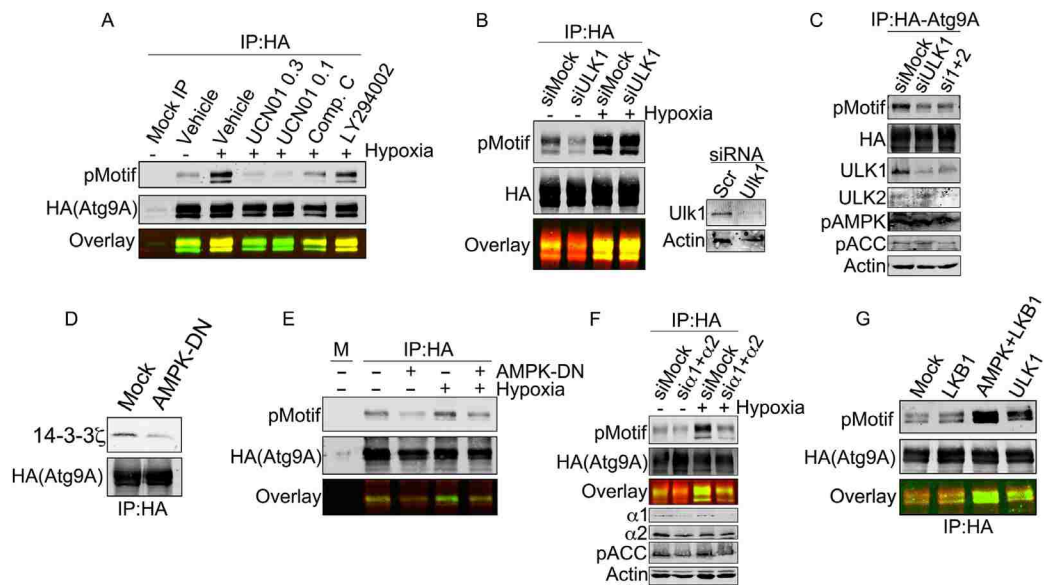 A
IP:HA
Mock IP
Vehicle
Vehicle
UCN01 0.3
UCN01 0.1
Comp. C
LY294002
- - + + + + + Hypoxia
pMotif
HA(Atg9A)
Overlay
B
IP:HA
siMock
siULK1
siMock
siULK1
Hypoxia
- - + +
pMotif
HA
Overlay
siRNA
Scr
Ulk1
Ulk1
Actin
C
IP:HA-Atg9A
siMock
siULK1
si1+2
pMotif
HA
ULK1
ULK2
pAMPK
pACC
Actin
D
Mock
AMPK-DN
14-3-3ζ
HA(Atg9A)
IP:HA
E
M
IP:HA
- - + - + AMPK-DN
- - - + + Hypoxia
pMotif
HA(Atg9A)
Overlay
F
IP:HA
siMock
siα1+α2
siMock
siα1+α2
- - + + Hypoxia
pMotif
HA(Atg9A)
Overlay
α1
α2
pACC
Actin
G
Mock
LKB1
AMPK+LKB1
ULK1
pMotif
HA(Atg9A)
Overlay
IP:HA